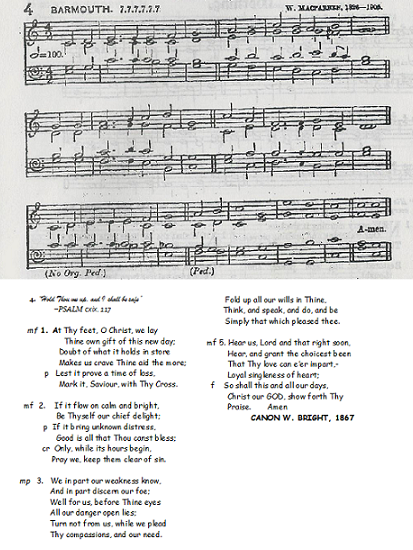 4 BARMOUTH. 7.7.7.7.7.7. W. MACFARREN, 1826—1905.
=100.
A-men.
(No Org. Ped.) (Ped.)
4. "Hold Thou me up, and I shall be safe"
—PSALM cxix. 117
mf 1. At Thy feet, O Christ, we lay
Thine own gift of this new day;
Doubt of what it holds in store
Makes us crave Thine aid the more;
p Lest it prove a time of loss,
Mark it, Saviour, with Thy Cross.
mf 2. If it flow on calm and bright,
Be Thyself our chief delight;
p If it bring unknown distress,
Good is all that Thou canst bless;
cr Only, while its hours begin,
Pray we, keep them clear of sin.
mp 3. We in part our weakness know,
And in part discern our foe;
Well for us, before Thine eyes
All our danger open lies;
Turn not from us, while we plead
Thy compassions, and our need.
Fold up all our wills in Thine,
Think, and speak, and do, and be
Simply that which pleased thee.
mf 5. Hear us, Lord and that right soon,
Hear, and grant the choicest been
That Thy love can e'er impart,-
Loyal singleness of heart;
f So shall this and all our days,
Christ our GOD, show forth Thy
Praise. Amen
CANON W. BRIGHT, 1867